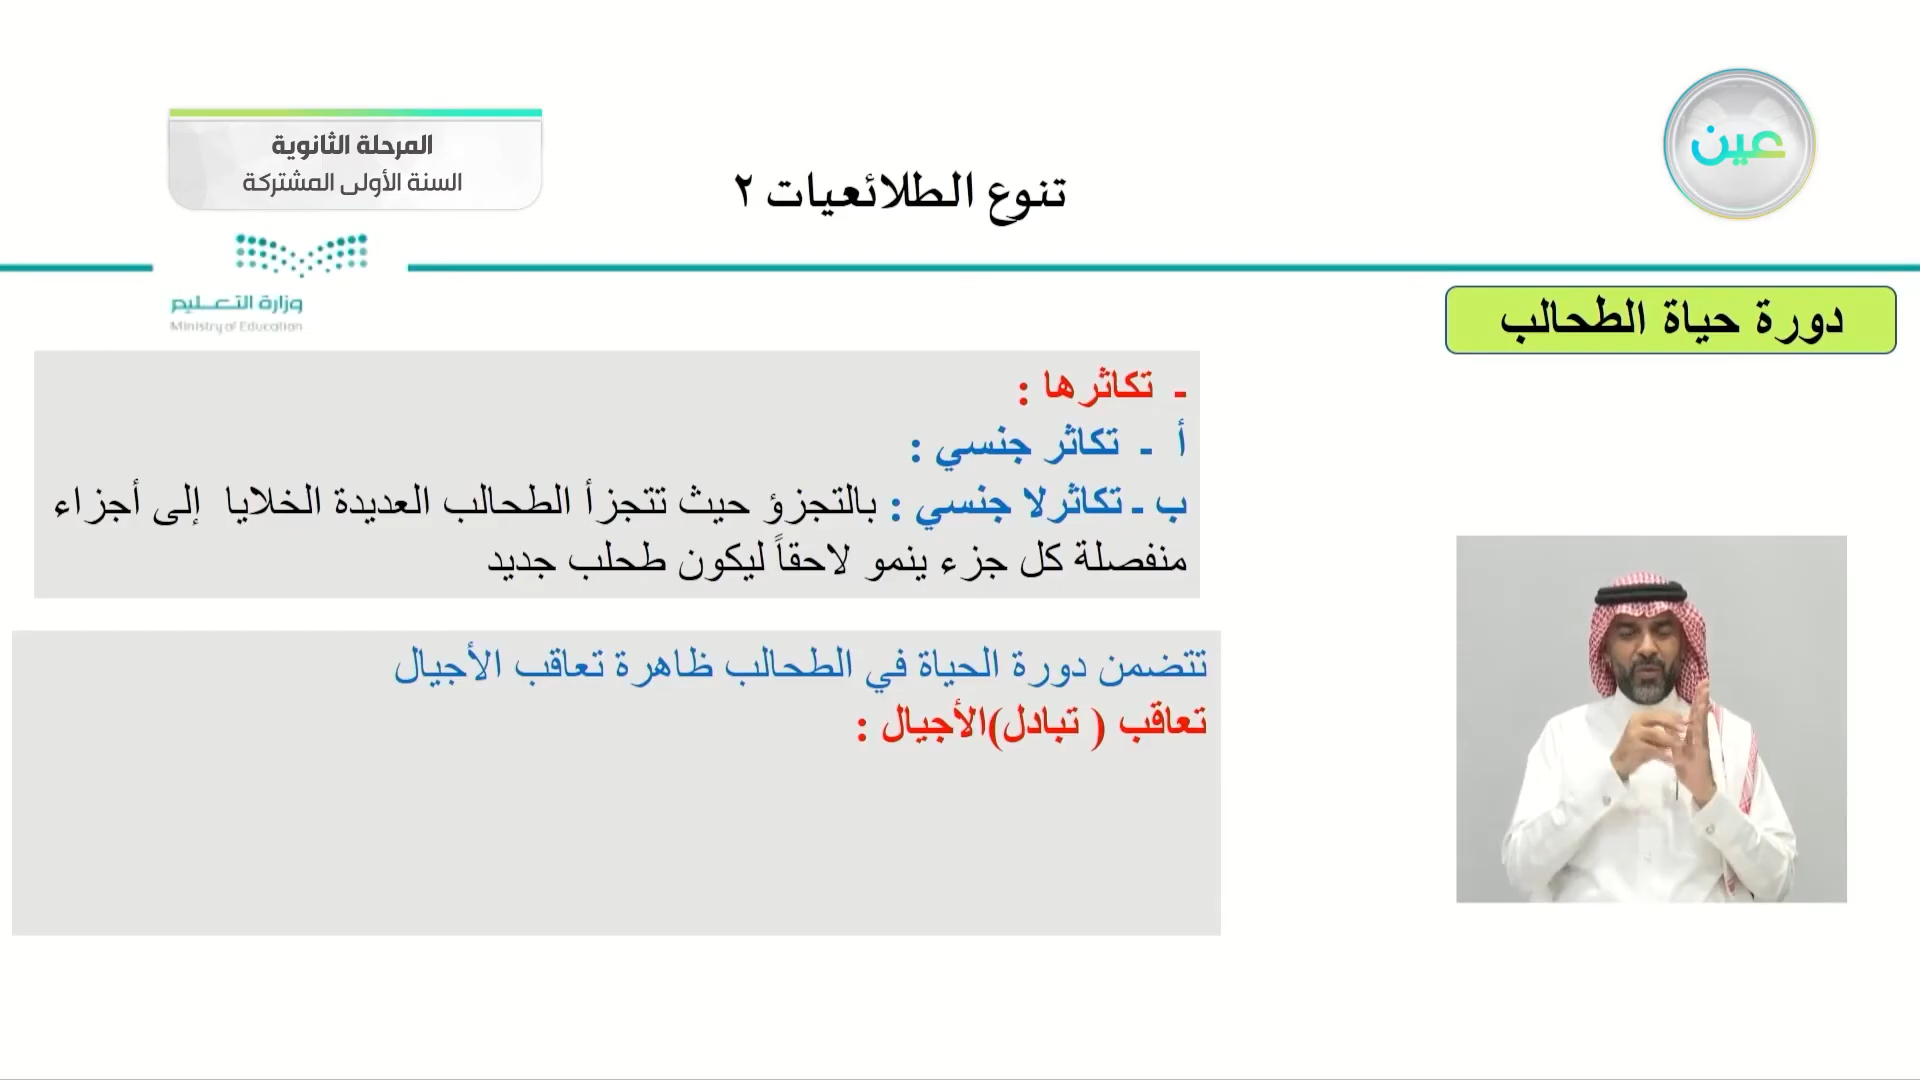 عين
المرحلة الثانوية
السنة الأولى المشتركة
تنوع الطلائعيات ٢
وزارة التعليم
Ministry of Education
دورة حياة الطحالب
ـ تكاثرها :
أ ـ تكاثر جنسي :
ب ـ تكاثرلا جنسي : بالتجزؤ حيث تتجزأ الطحالب العديدة الخلايا إلى أجزاء
منفصلة كل جزء ينمو لاحقاً ليكون طحلب جديد
تتضمن دورة الحياة في الطحالب ظاهرة تعاقب الأجيال
تعاقب ( تبادل)الأجيال :